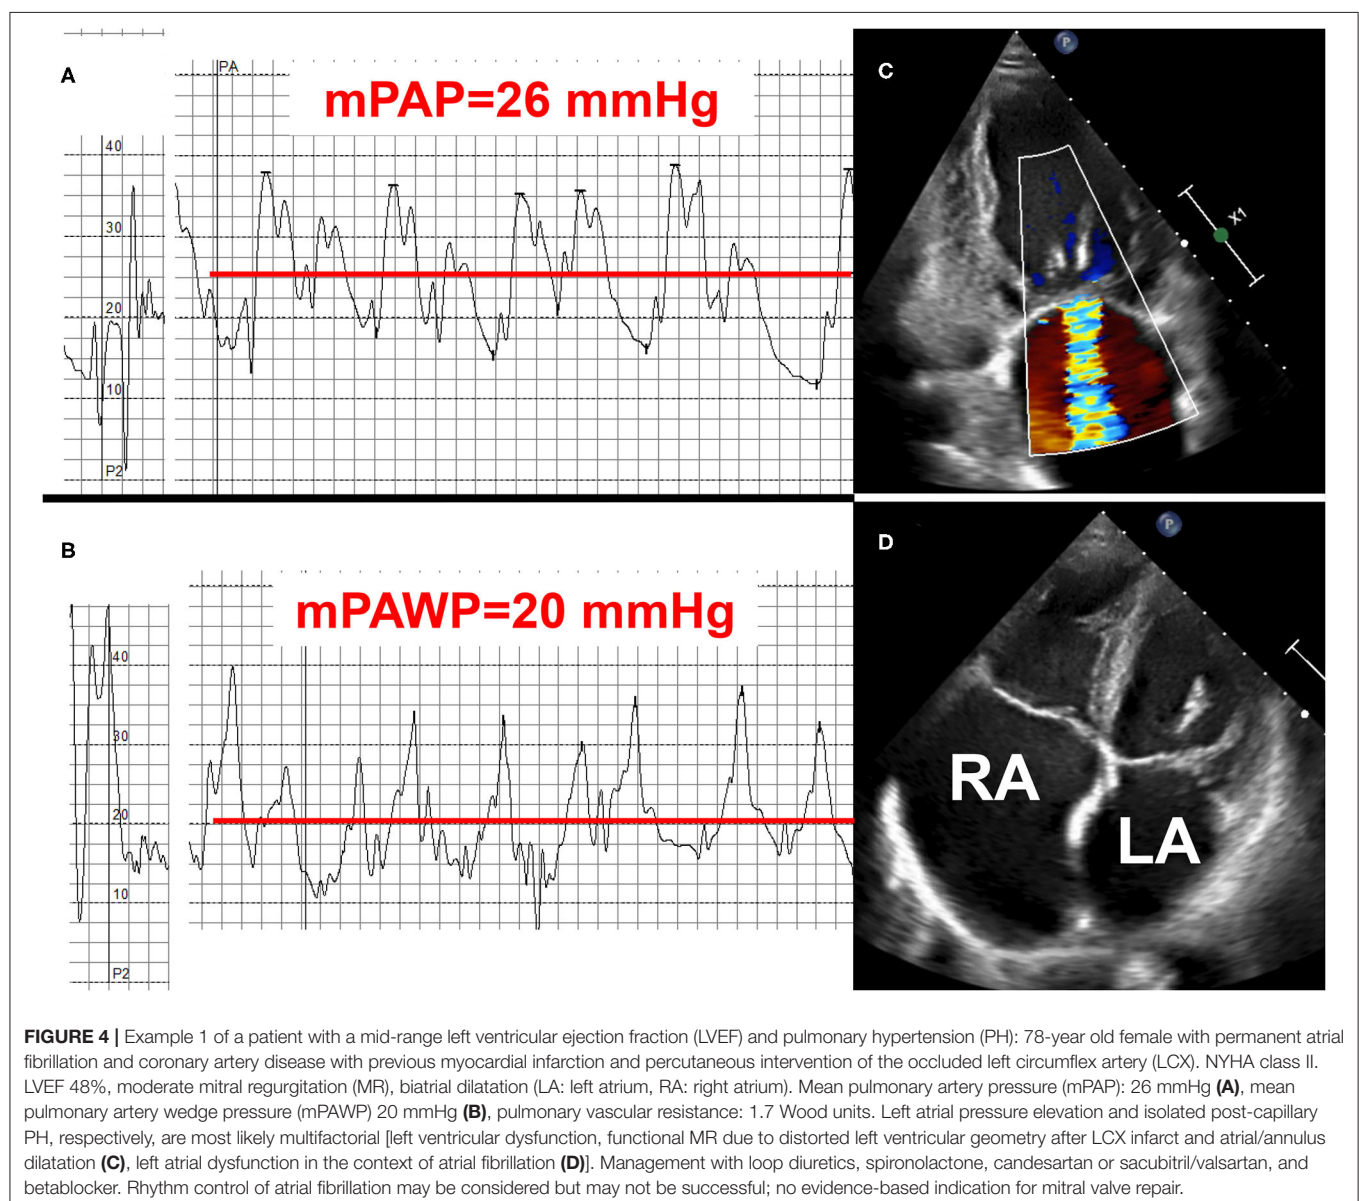 A
PA
mPAP=26 mmHg
40
30
20
10
P2
C
P
X1
B
mPAWP=20 mmHg
40
30
20
10
P2
D
P
RA
LA
FIGURE 4 | Example 1 of a patient with a mid-range left ventricular ejection fraction (LVEF) and pulmonary hypertension (PH): 78-year old female with permanent atrial
fibrillation and coronary artery disease with previous myocardial infarction and percutaneous intervention of the occluded left circumflex artery (LCX). NYHA class II.
LVEF 48%, moderate mitral regurgitation (MR), biatrial dilatation (LA: left atrium, RA: right atrium). Mean pulmonary artery pressure (mPAP): 26 mmHg (A), mean
pulmonary artery wedge pressure (mPAWP) 20 mmHg (B), pulmonary vascular resistance: 1.7 Wood units. Left atrial pressure elevation and isolated post-capillary
PH, respectively, are most likely multifactorial [left ventricular dysfunction, functional MR due to distorted left ventricular geometry after LCX infarct and atrial/annulus
dilatation (C), left atrial dysfunction in the context of atrial fibrillation (D)]. Management with loop diuretics, spironolactone, candesartan or sacubitril/valsartan, and
betablocker. Rhythm control of atrial fibrillation may be considered but may not be successful; no evidence-based indication for mitral valve repair.